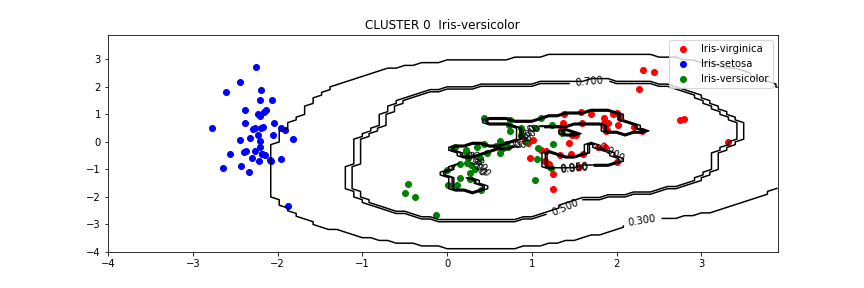 CLUSTER 0 Iris-versicolor
Iris-virginica
Iris-setosa
Iris-versicolor
3
2
1
0
−1
−2
−3
−4
0.700
0.850
0.500
0.300
−4 −3 −2 −1 0 1 2 3